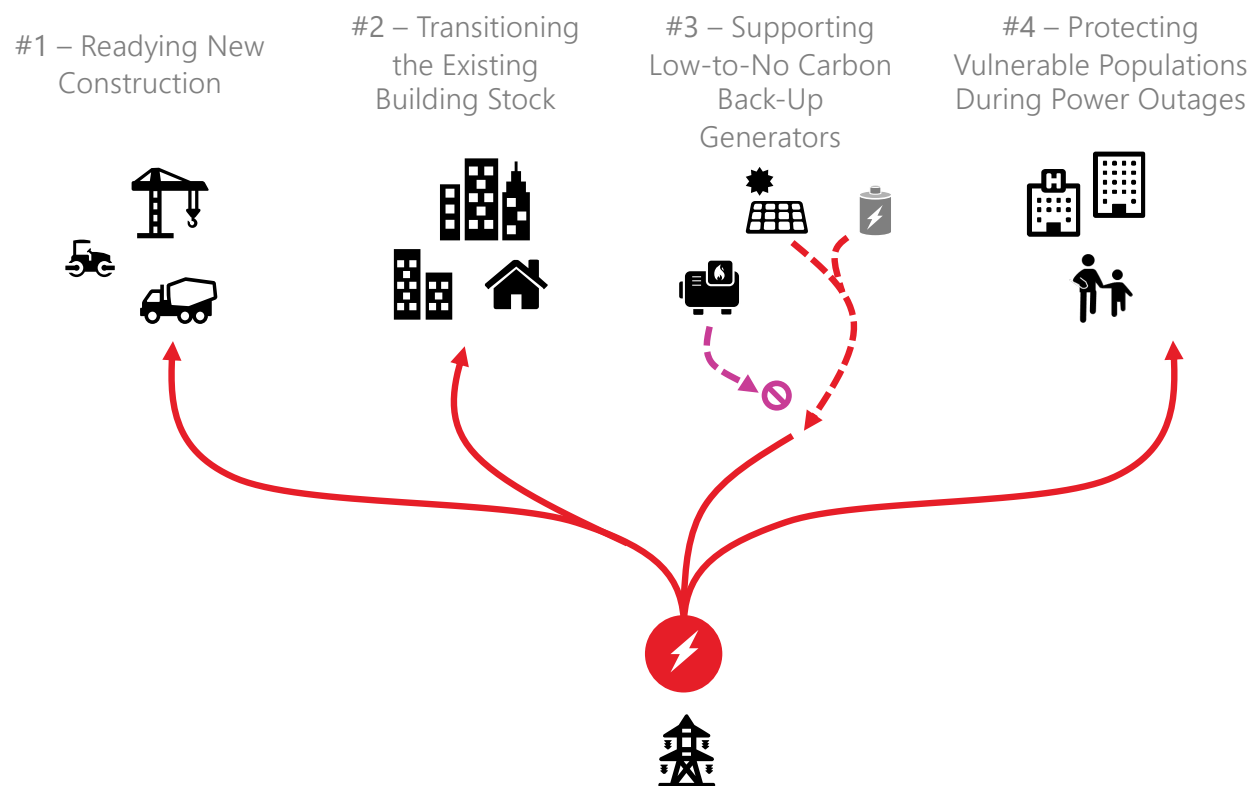 #1 – Readying New
Construction
#2 – Transitioning
the Existing
Building Stock
#3 – Supporting
Low-to-No Carbon
Back-Up
Generators
#4 – Protecting
Vulnerable Populations
During Power Outages
H